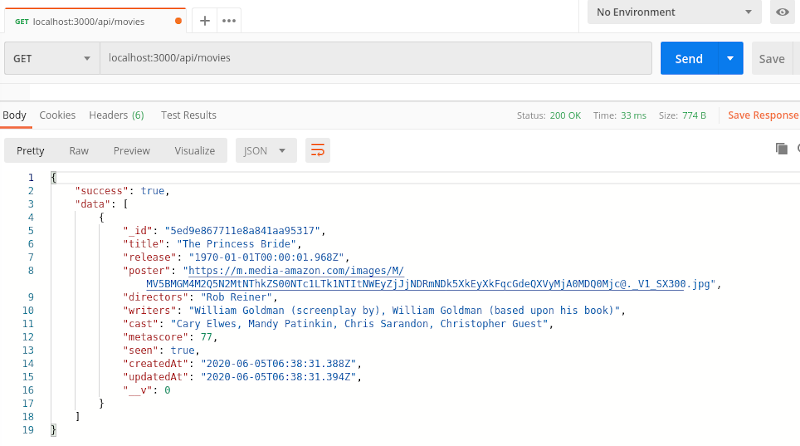 GET localhost:3000/api/movies
No Environment
GET localhost:3000/api/movies Send Save
Body Cookies Headers (6) Test Results Status: 200 OK Time: 33 ms Size: 774 B Save Response
Pretty Raw Preview Visualize JSON
1 {
2 "success": true,
3 "data": [
4 {
5 "_id": "5ed9e867711e8a841aa95317",
6 "title": "The Princess Bride",
7 "release": "1970-01-01T00:00:01.968Z",
8 "poster": "https://m.media-amazon.com/images/M/
MV5BMGM4M2Q5N2MtNThkZS00NTc1LTk1NTItNWEyZjJjNDRmNDk5XkEyXkFqcGdeQXVyMjA0MDQ0Mjc@._V1_SX300.jpg",
9 "directors": "Rob Reiner",
10 "writers": "William Goldman (screenplay by), William Goldman (based upon his book)",
11 "cast": "Cary Elwes, Mandy Patinkin, Chris Sarandon, Christopher Guest",
12 "metascore": 77,
13 "seen": true,
14 "createdAt": "2020-06-05T06:38:31.388Z",
15 "updatedAt": "2020-06-05T06:38:31.394Z",
16 "__v": 0
17 }
18 ]
19 }